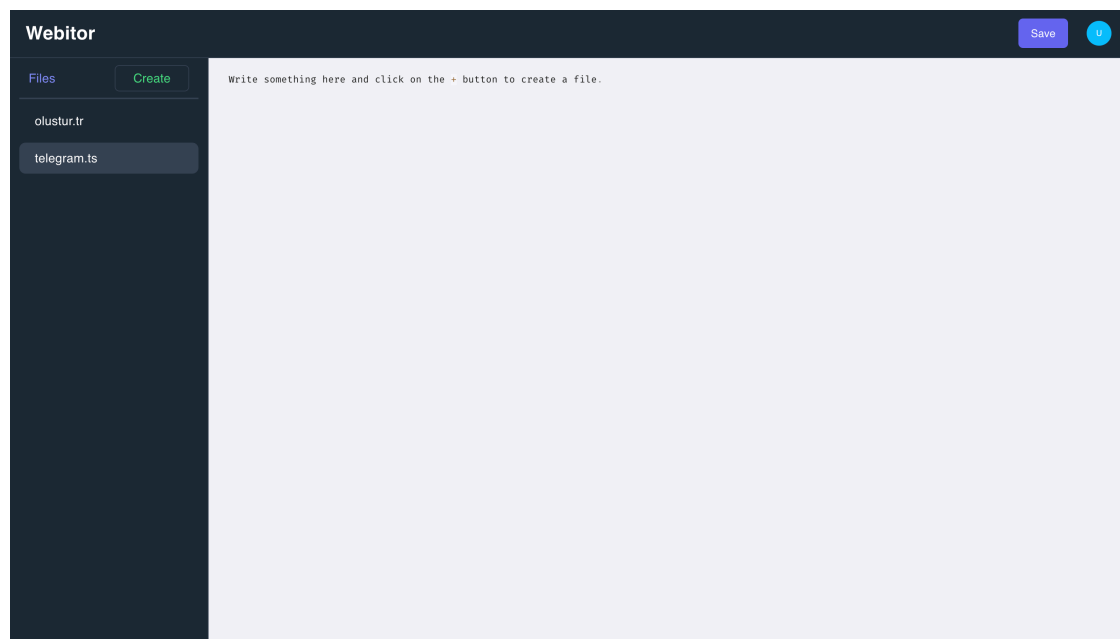 Webitor
Save
U
Files
Create
Write something here and click on the + button to create a file.
olustur.tr
telegram.ts